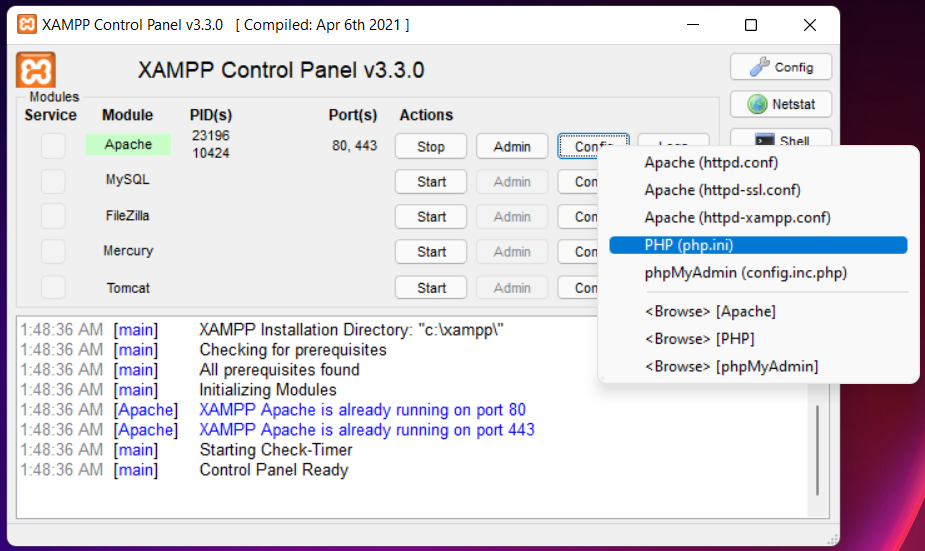 XAMPP Control Panel v3.3.0 [ Compiled: Apr 6th 2021 ]
XAMPP Control Panel v3.3.0
Config
Netstat
Shell
Modules
Service Module PID(s) Port(s) Actions
Apache 23196 10424 80, 443 Stop Admin Config Logs
MySQL Start Admin Con
FileZilla Start Admin Con
Mercury Start Admin Con
Tomcat Start Admin Con
Apache (httpd.conf)
Apache (httpd-ssl.conf)
Apache (httpd-xampp.conf)
PHP (php.ini)
phpMyAdmin (config.inc.php)
<Browse> [Apache]
<Browse> [PHP]
<Browse> [phpMyAdmin]
1:48:36 AM [main] XAMPP Installation Directory: "c:\xampp\"
1:48:36 AM [main] Checking for prerequisites
1:48:36 AM [main] All prerequisites found
1:48:36 AM [main] Initializing Modules
1:48:36 AM [Apache] XAMPP Apache is already running on port 80
1:48:36 AM [Apache] XAMPP Apache is already running on port 443
1:48:36 AM [main] Starting Check-Timer
1:48:36 AM [main] Control Panel Ready